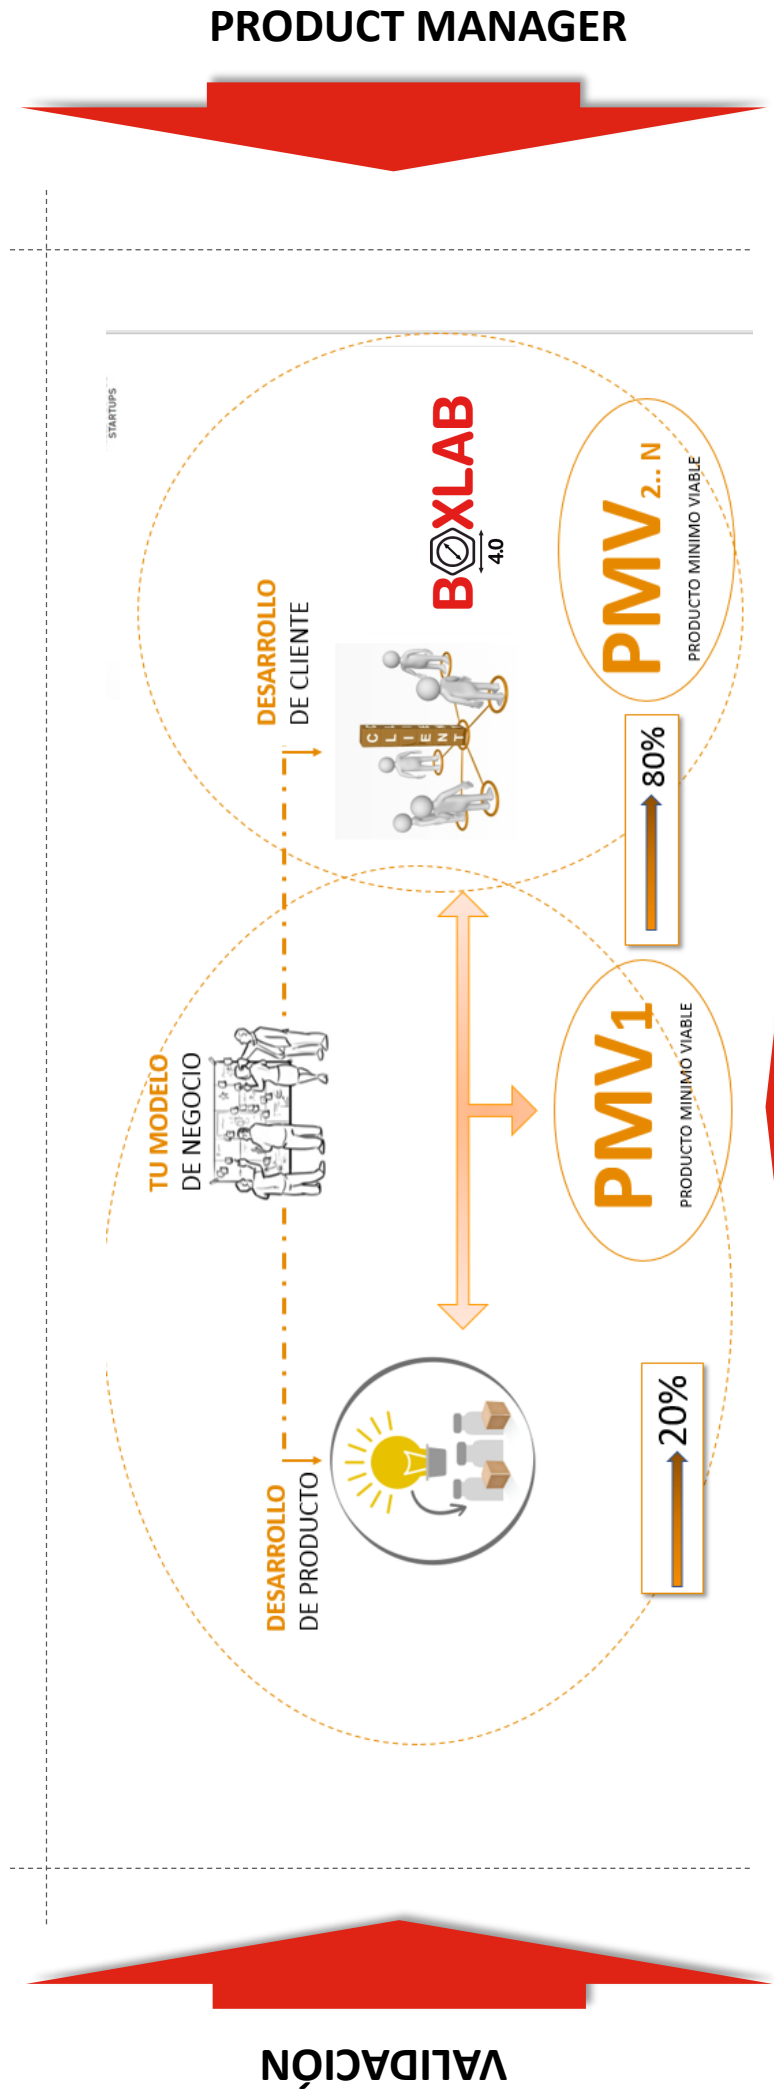 PRODUCT MANAGER
STARTUPS
TU MODELO
DE NEGOCIO
DESARROLLO
DE PRODUCTO
DESARROLLO
DE CLIENTE
CLIENT
BOXLAB
4.0
20%
PMV1
PRODUCTO MINIMO VIABLE
80%
PMV2.. N
PRODUCTO MINIMO VIABLE
VALIDACIÓN